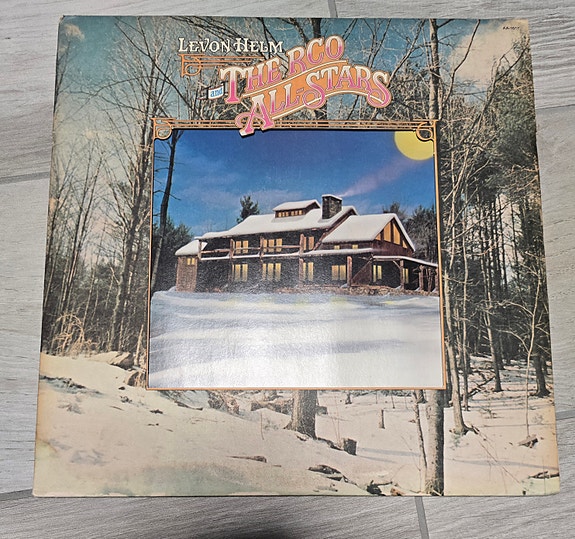 LEVON HELM
and
THE RCO
ALL-STARS